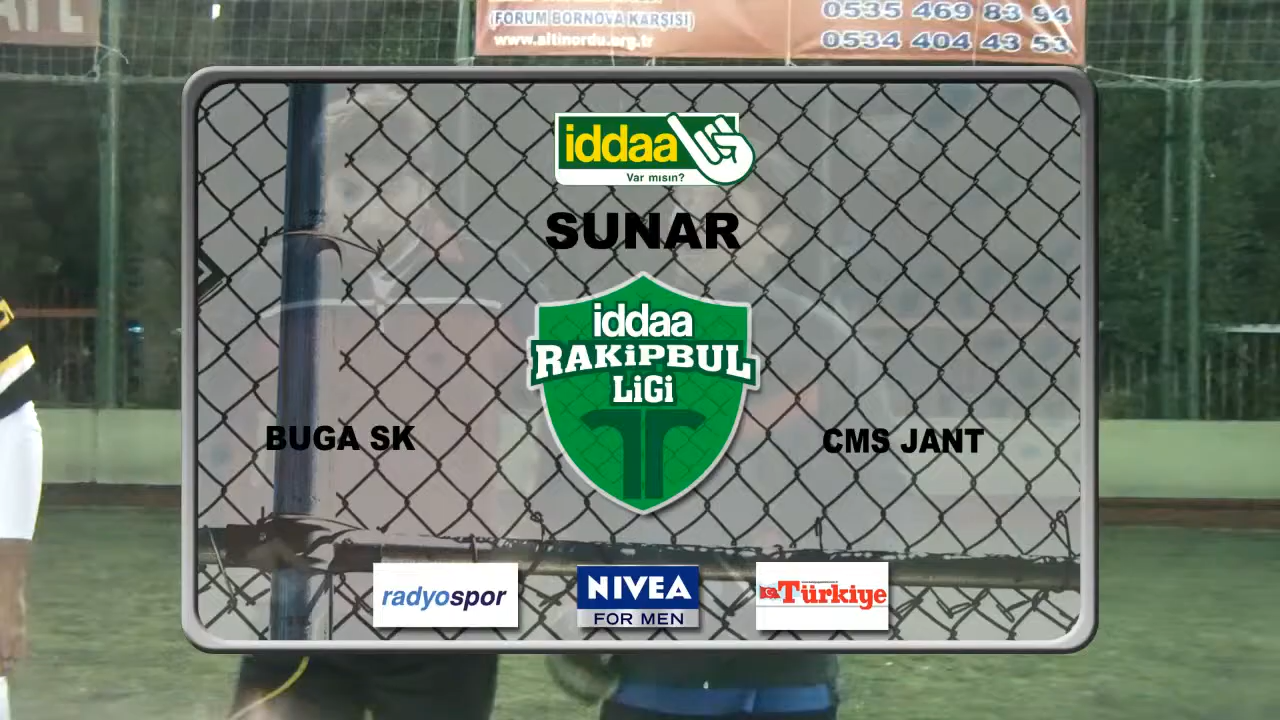 (FORUM BORNOVA KARŞISI)
www.altinordu.org.tr
0535 469 83 94
0534 404 43 53
iddaa
Var mısın?
SUNAR
iddaa
RAKiPBUL
LiGi
BUGA SK
CMS JANT
radyospor
NIVEA
FOR MEN
Türkiye